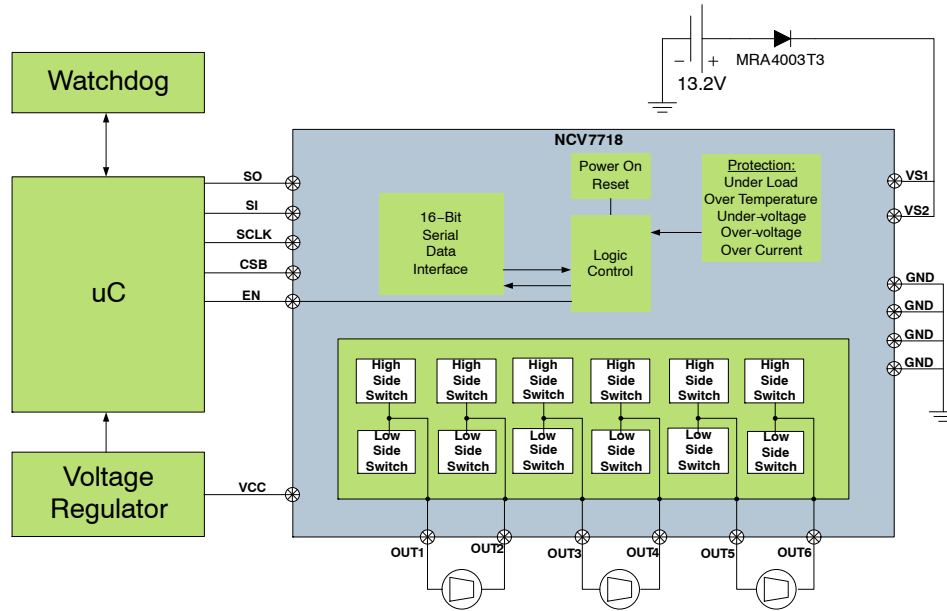 MRA4003T3
− +
13.2V
Watchdog
NCV7718
Power On
Reset
Protection:
Under Load
Over Temperature
Under−voltage
Over−voltage
Over Current
VS1
VS2
SO
SI
SCLK
CSB
EN
uC
16−Bit
Serial
Data
Interface
Logic
Control
GND
GND
GND
GND
High
Side
Switch
High
Side
Switch
High
Side
Switch
High
Side
Switch
High
Side
Switch
High
Side
Switch
Low
Side
Switch
Low
Side
Switch
Low
Side
Switch
Low
Side
Switch
Low
Side
Switch
Low
Side
Switch
Voltage
Regulator
VCC
OUT1
OUT2
OUT3
OUT4
OUT5
OUT6